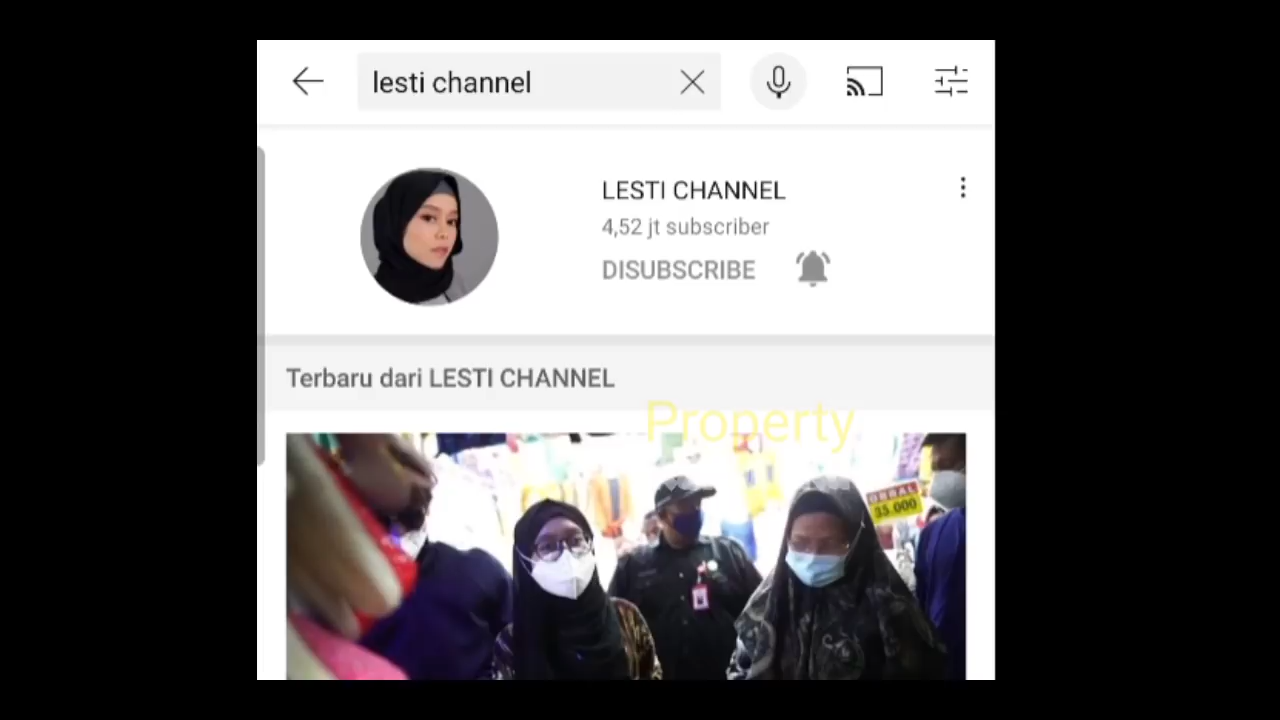 lesti channel
LESTI CHANNEL
4,52 jt subscriber
DISUBSCRIBE
Terbaru dari LESTI CHANNEL
Property
OBRAL
35.000